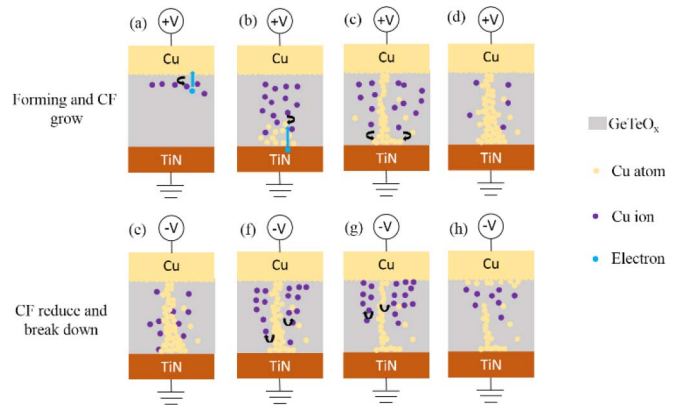 (a) (b) (c) (d)
+V +V +V +V
Cu Cu Cu Cu
Forming and CF
grow
TiN TiN TiN TiN
GeTeOx
Cu atom
Cu ion
Electron
(e) (f) (g) (h)
-V -V -V -V
Cu Cu Cu Cu
CF reduce and
break down
TiN TiN TiN TiN